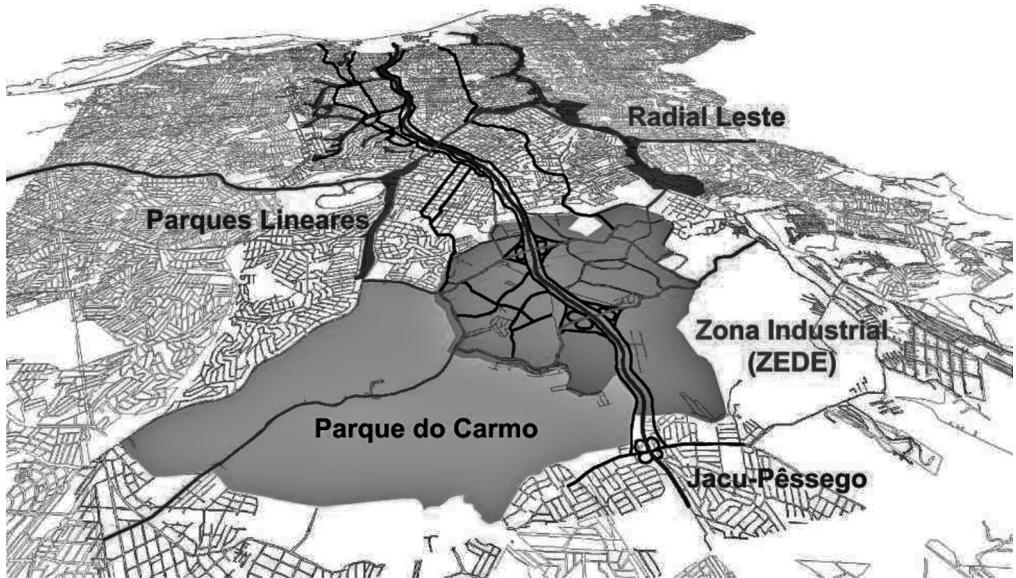 Radial Leste
Parques Lineares
Zona Industrial
(ZEDE)
Parque do Carmo
Jacu-Pêssego